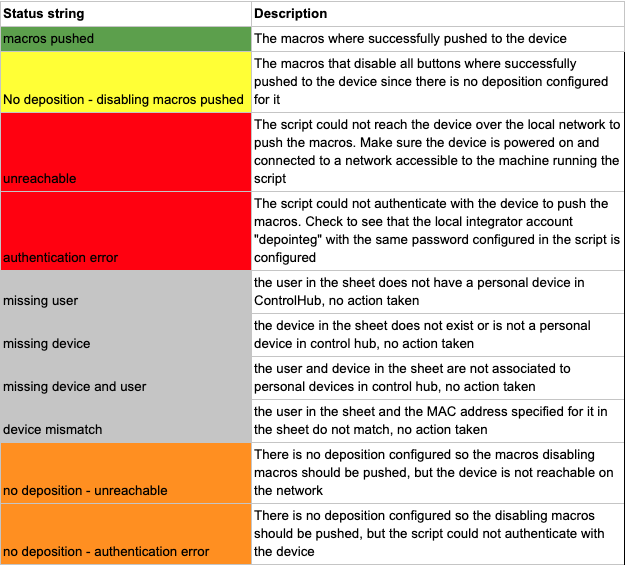 Status string
Description
macros pushed
The macros where successfully pushed to the device
No deposition - disabling macros pushed
The macros that disable all buttons where successfully
pushed to the device since there is no deposition configured
for it
unreachable
The script could not reach the device over the local network to
push the macros. Make sure the device is powered on and
connected to a network accessible to the machine running the
script
authentication error
The script could not authenticate with the device to push the
macros. Check to see that the local integrator account
"depointeg" with the same password configured in the script is
configured
missing user
the user in the sheet does not have a personal device in
ControlHub, no action taken
missing device
the device in the sheet does not exist or is not a personal
device in control hub, no action taken
missing device and user
the user and device in the sheet are not associated to
personal devices in control hub, no action taken
device mismatch
the user in the sheet and the MAC address specified for it in
the sheet do not match, no action taken
no deposition - unreachable
There is no deposition configured so the macros disabling
macros should be pushed, but the device is not reachable on
the network
no deposition - authentication error
There is no deposition configured so the disabling macros
should be pushed, but the script could not authenticate with
the device